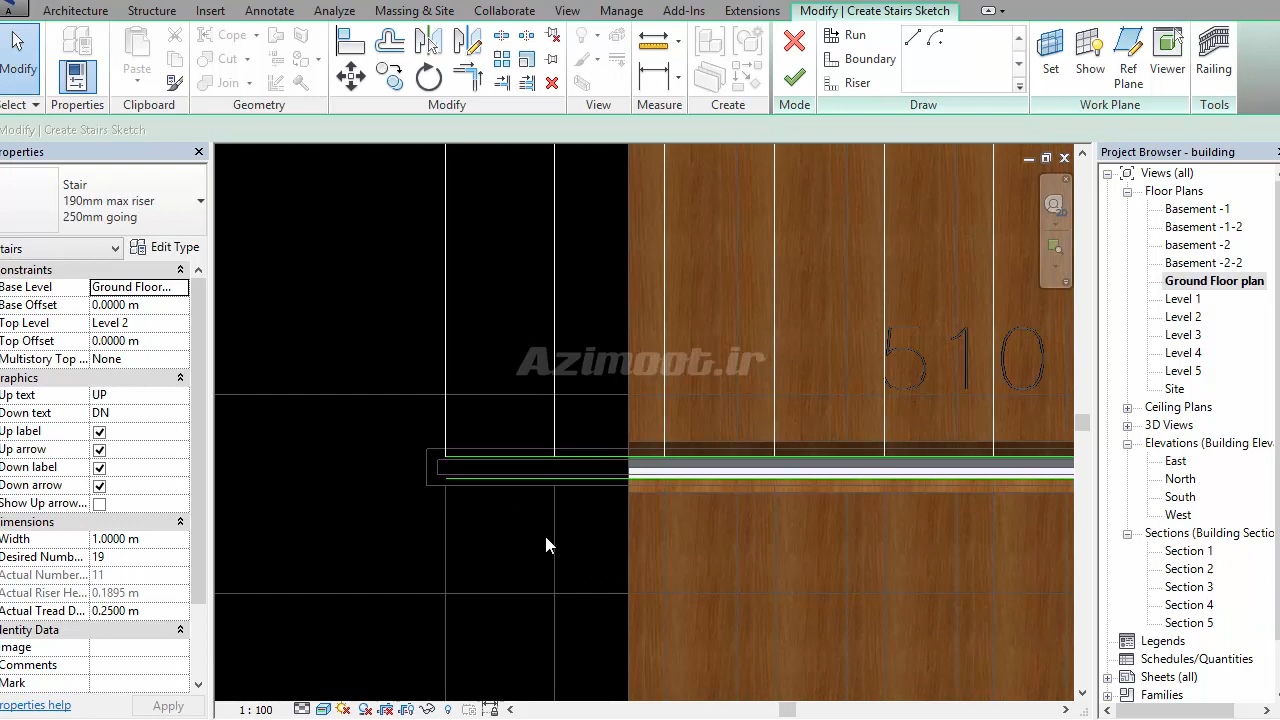 Architecture Structure Insert Annotate Analyze Massing & Site Collaborate View Manage Add-Ins Extensions Modify | Create Stairs Sketch
Modify
Select
Properties
Paste
Clipboard
Cope
Cut
Join
Geometry
Modify
View
Measure
Create
Mode
Run
Boundary
Riser
Draw
Set
Show
Ref
Plane
Viewer
Work Plane
Railing
Tools
Modify | Create Stairs Sketch
roperties
Stair
190mm max riser
250mm going
tairs
Edit Type
onstraints
Base Level Ground Floor...
Base Offset 0.0000 m
Top Level Level 2
Top Offset 0.0000 m
Multisory Top ... None
raphics
Up text UP
Down text DN
Up label
Up arrow
Down label
Down arrow
Show Up arrow...
imensions
Width 1.0000 m
Desired Numb... 19
Actual Number... 11
Actual Riser He... 0.1895 m
Actual Tread D... 0.2500 m
dentity Data
mage
Comments
Mark
roperties help
Apply
510
Azimoot.ir
1 : 100
Project Browser - building
Views (all)
Floor Plans
Basement -1
Basement -1-2
basement -2
Basement -2-2
Ground Floor plan
Level 1
Level 2
Level 3
Level 4
Level 5
Site
Ceiling Plans
3D Views
Elevations (Building Eleva
East
North
South
West
Sections (Building Sectio
Section 1
Section 2
Section 3
Section 4
Section 5
Legends
Schedules/Quantities
Sheets (all)
Families